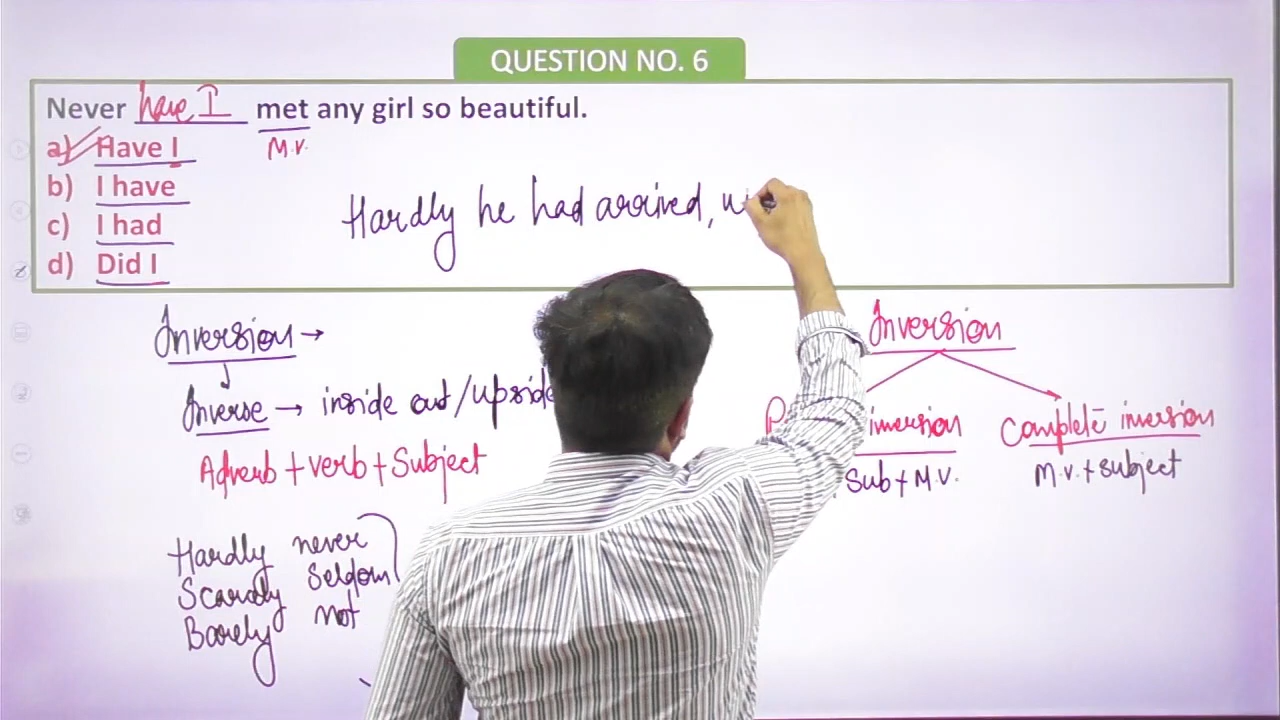 QUESTION NO. 6
Never have I met any girl so beautiful.
M.V.
a) Have I
b) I have
c) I had
d) Did I
Hardly he had arrived,
Inversion →
Inverse → inside out/upside
Adverb + verb + Subject
Hardly never
Scarcely Seldom
Barely not
Inversion
inversion
Sub + M.V.
Complete inversion
M.V. + Subject